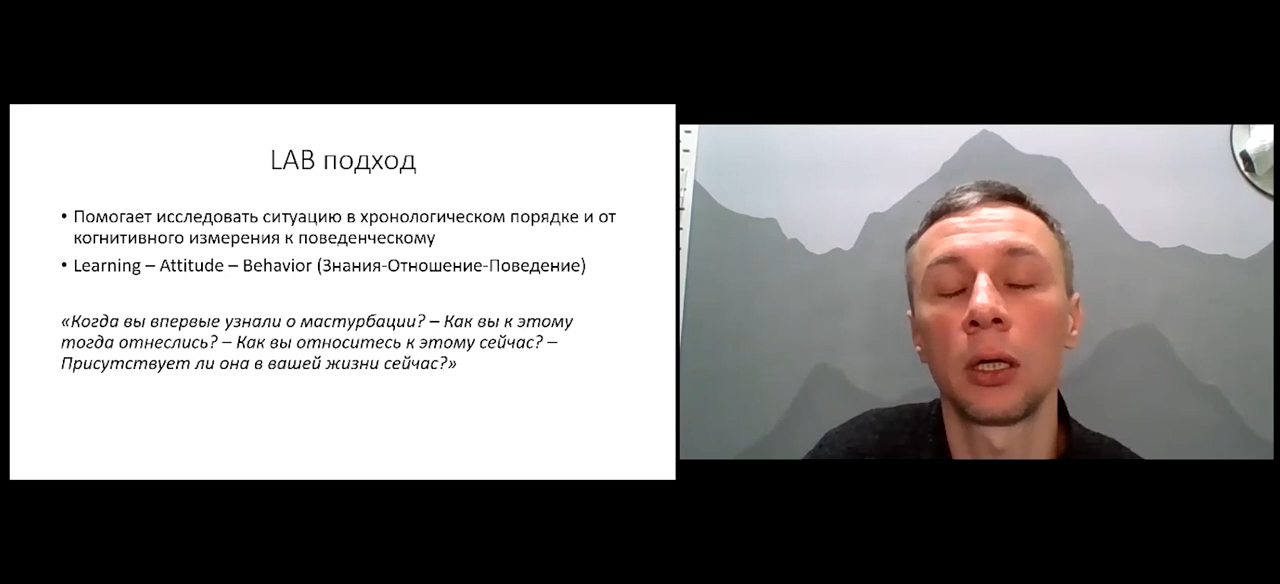 LAB подход
• Помогает исследовать ситуацию в хронологическом порядке и от
когнитивного измерения к поведенческому
• Learning – Attitude – Behavior (Знания-Отношение-Поведение)
«Когда вы впервые узнали о мастурбации? – Как вы к этому
тогда отнеслись? – Как вы относитесь к этому сейчас? –
Присутствует ли она в вашей жизни сейчас?»